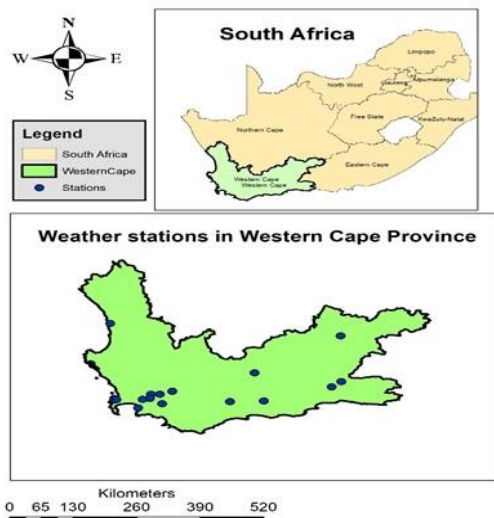 N
W E
S
South Africa
Limpopo
North West
Gauteng
Mpumalanga
Free State
KwaZulu-Natal
Northern Cape
Eastern Cape
Western Cape
Western Cape
Legend
South Africa
WesternCape
Stations
Weather stations in Western Cape Province
Kilometers
0 65 130 260 390 520